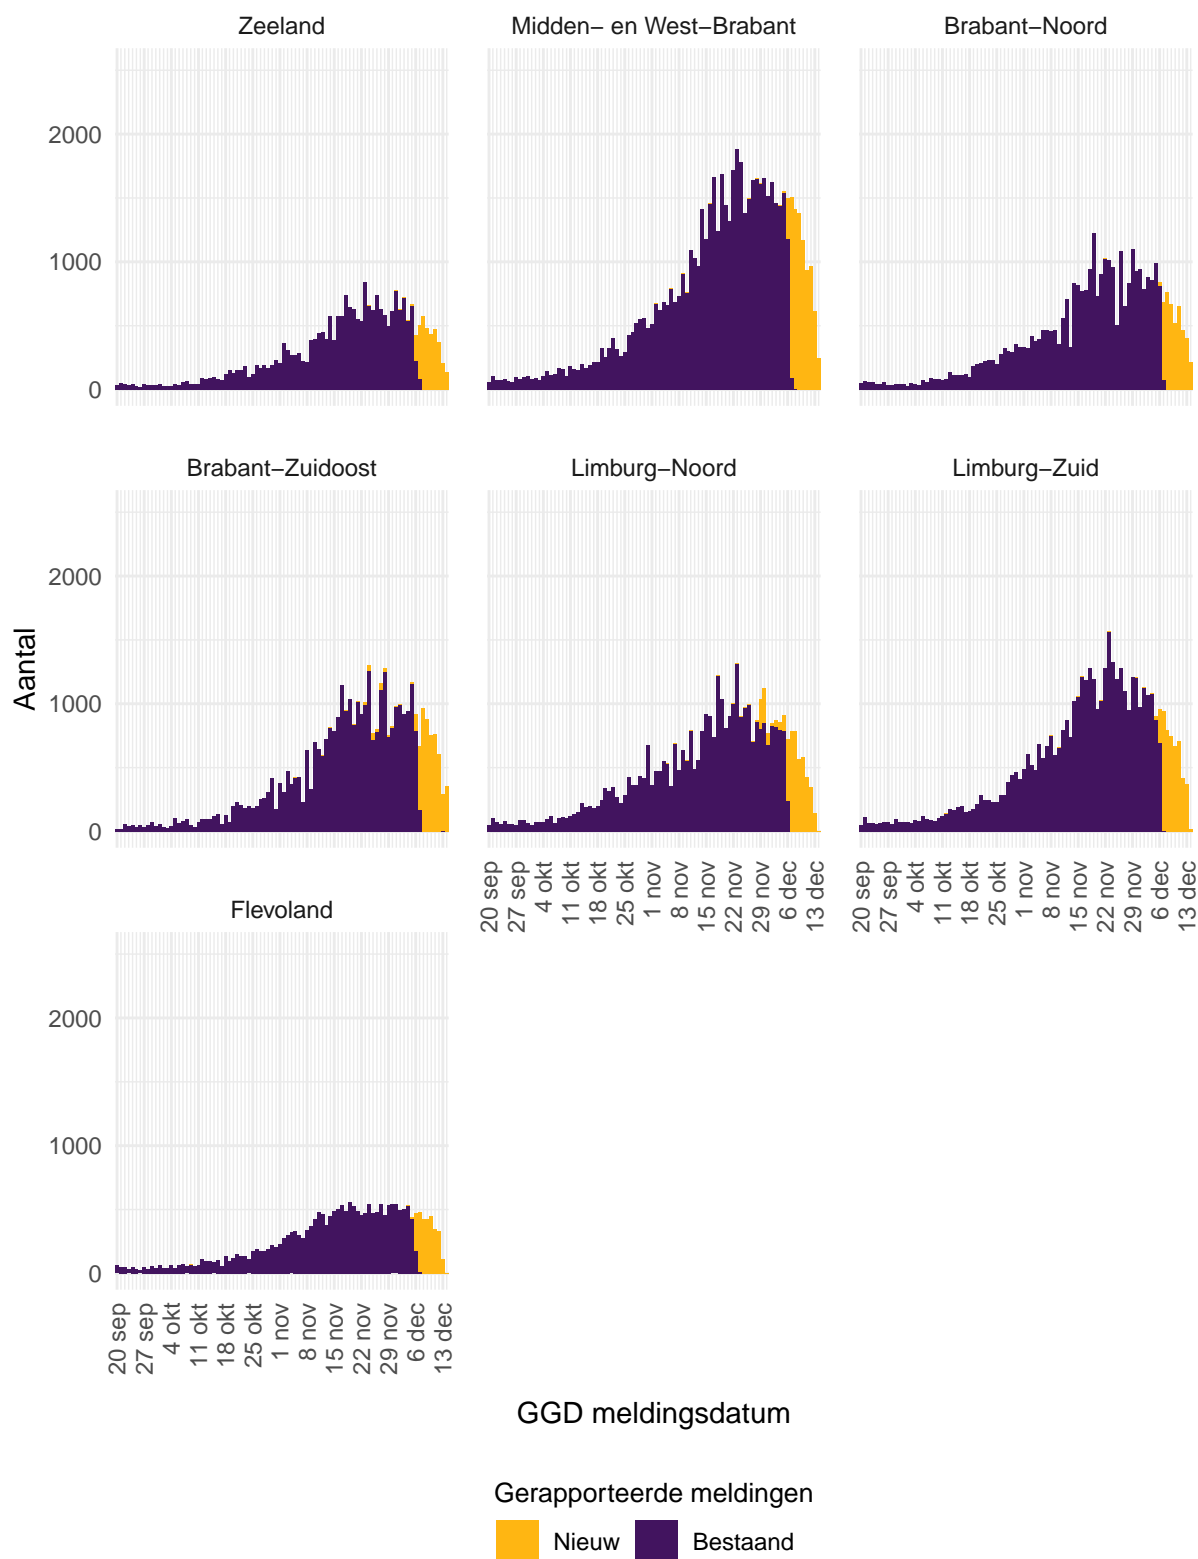 Zeeland
Midden– en West–Brabant
Brabant–Noord
2000
1000
0
Brabant–Zuidoost
Limburg–Noord
Limburg–Zuid
2000
1000
0
20 sep
27 sep
4 okt
11 okt
18 okt
25 okt
1 nov
8 nov
15 nov
22 nov
29 nov
6 dec
13 dec
20 sep
27 sep
4 okt
11 okt
18 okt
25 okt
1 nov
8 nov
15 nov
22 nov
29 nov
6 dec
13 dec
Flevoland
2000
1000
0
20 sep
27 sep
4 okt
11 okt
18 okt
25 okt
1 nov
8 nov
15 nov
22 nov
29 nov
6 dec
13 dec
Aantal
GGD meldingsdatum
Gerapporteerde meldingen
Nieuw
Bestaand